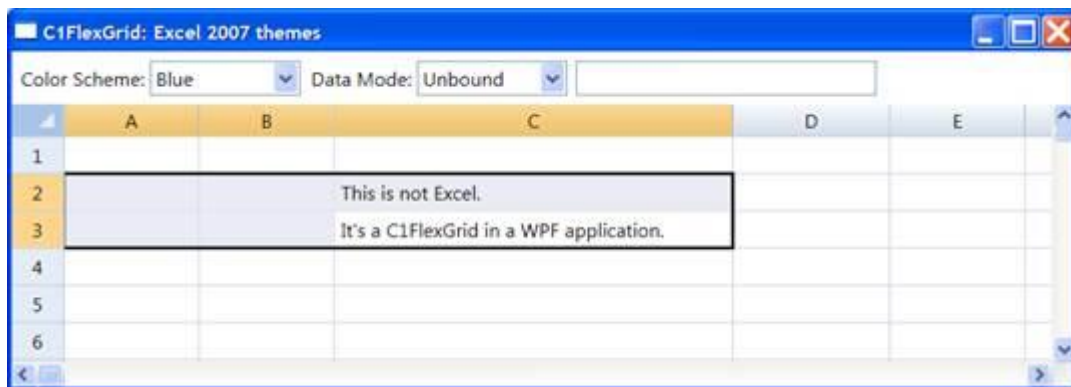 C1FlexGrid: Excel 2007 themes
Color Scheme: Blue Data Mode: Unbound
A B C D E
1
2 This is not Excel.
3 It's a C1FlexGrid in a WPF application.
4
5
6